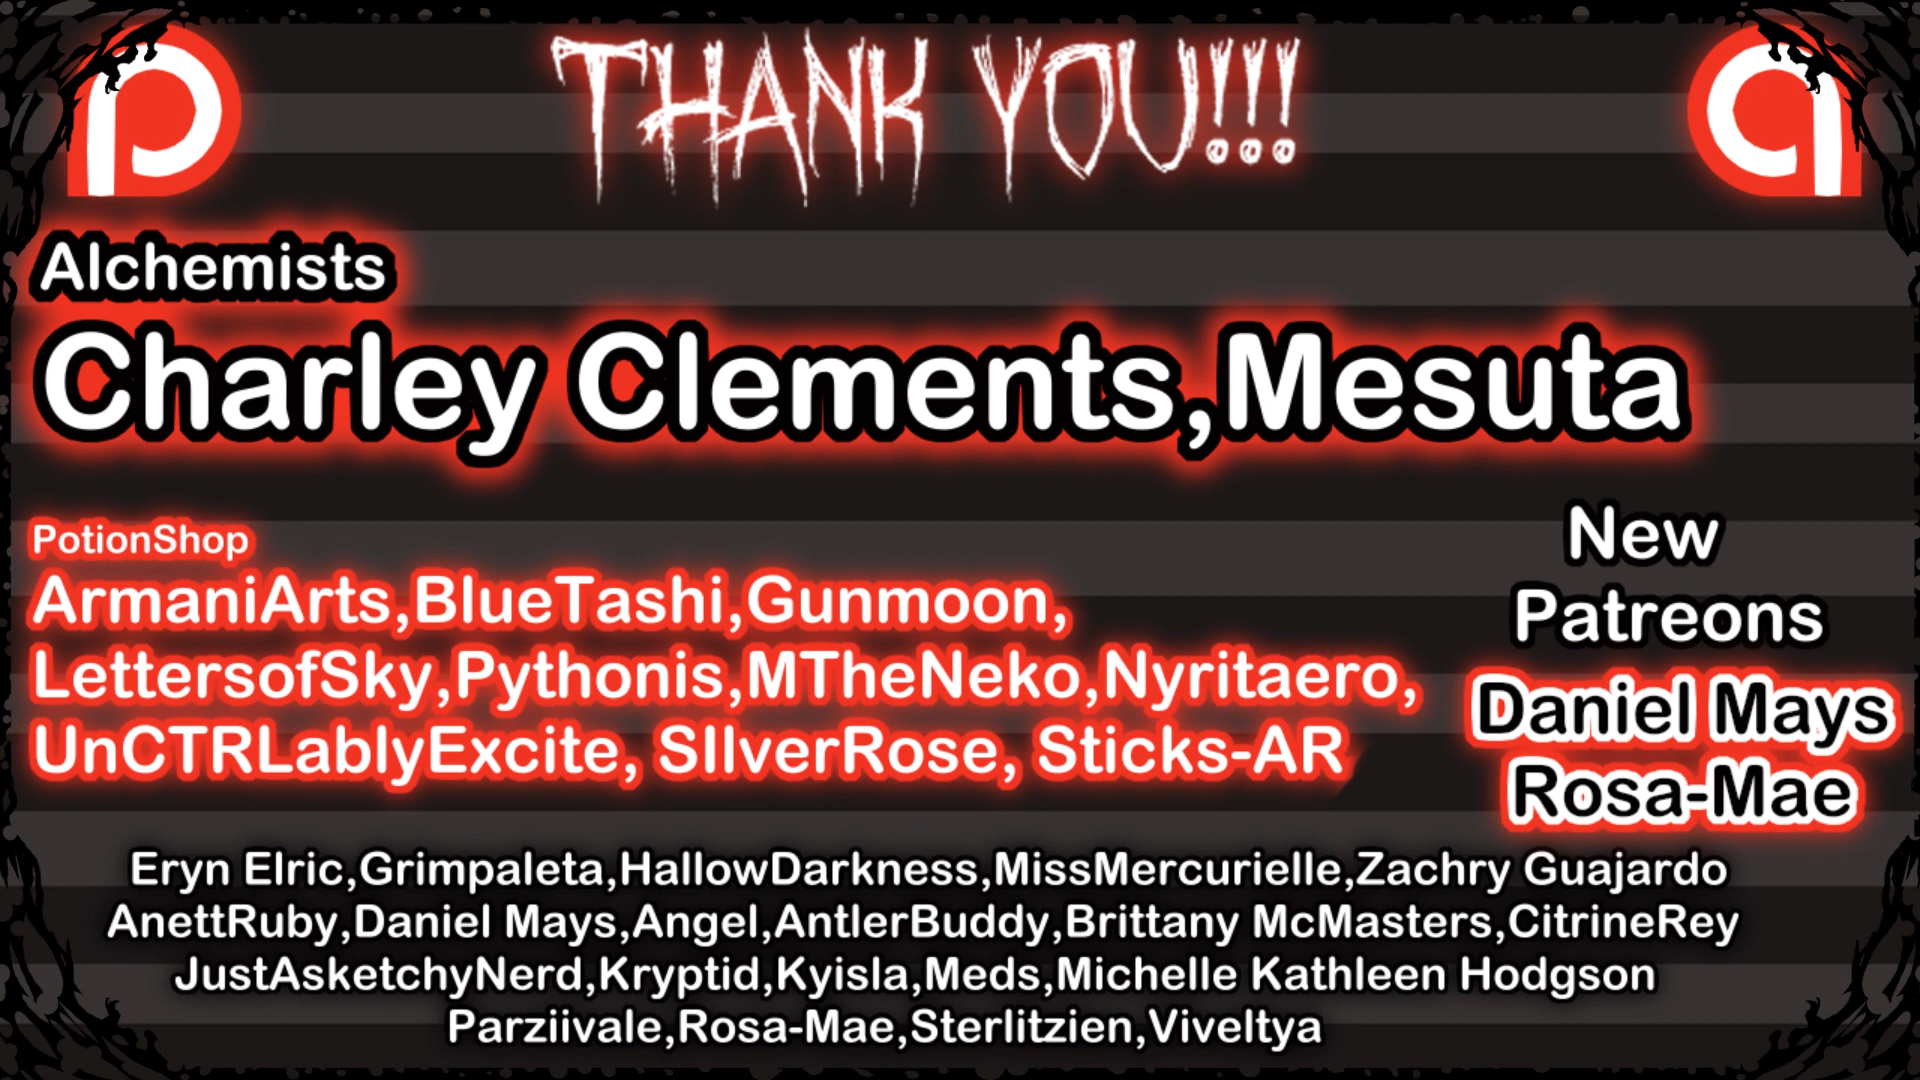 THANK YOU!!!
Alchemists
Charley Clements,Mesuta
PotionShop
ArmaniArts,BlueTashi,Gunmoon,
LettersofSky,Pythonis,MTheNeko,Nyritaero,
UnCTRLablyExcite, SIlverRose, Sticks-AR
New
Patreons
Daniel Mays
Rosa-Mae
Eryn Elric,Grimpaleta,HallowDarkness,MissMercurielle,Zachry Guajardo
AnettRuby,Daniel Mays,Angel,AntlerBuddy,Brittany McMasters,CitrineRey
JustAsketchyNerd,Kryptid,Kyisla,Meds,Michelle Kathleen Hodgson
Parziivale,Rosa-Mae,Sterlitzien,Viveltya